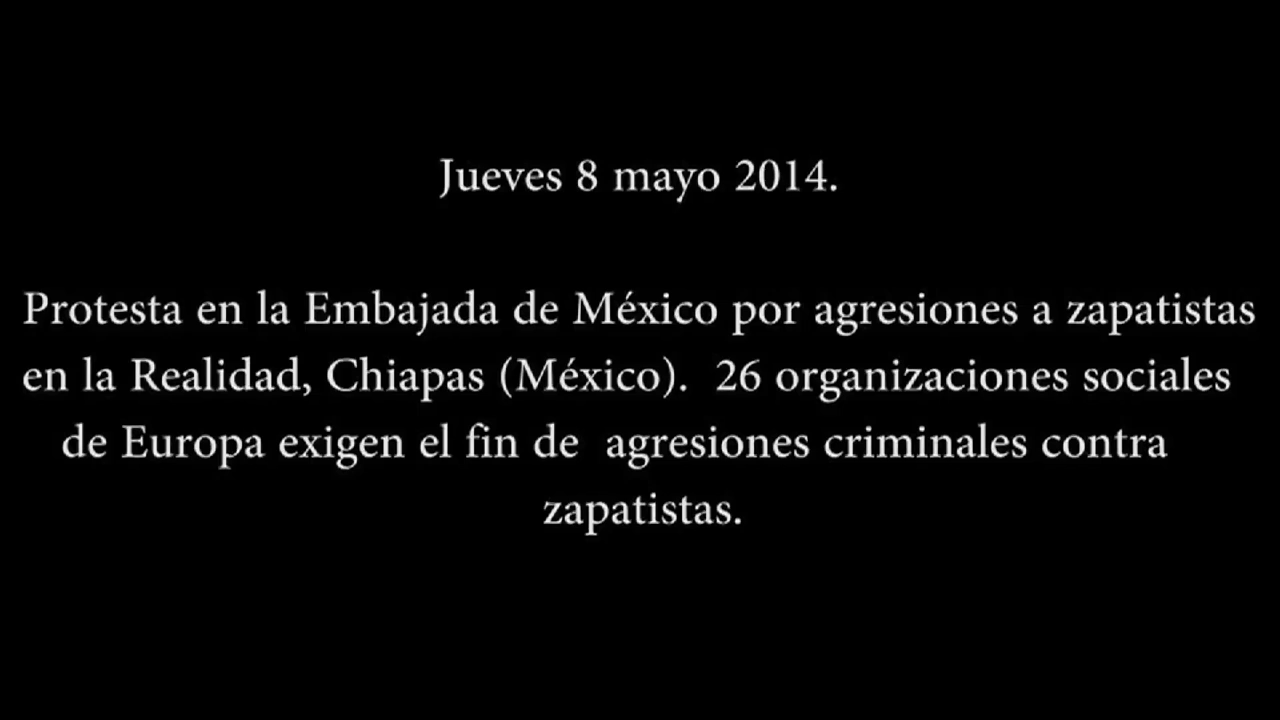 Jueves 8 mayo 2014.
Protesta en la Embajada de México por agresiones a zapatistas
en la Realidad, Chiapas (México).  26 organizaciones sociales
de Europa exigen el fin de  agresiones criminales contra
zapatistas.